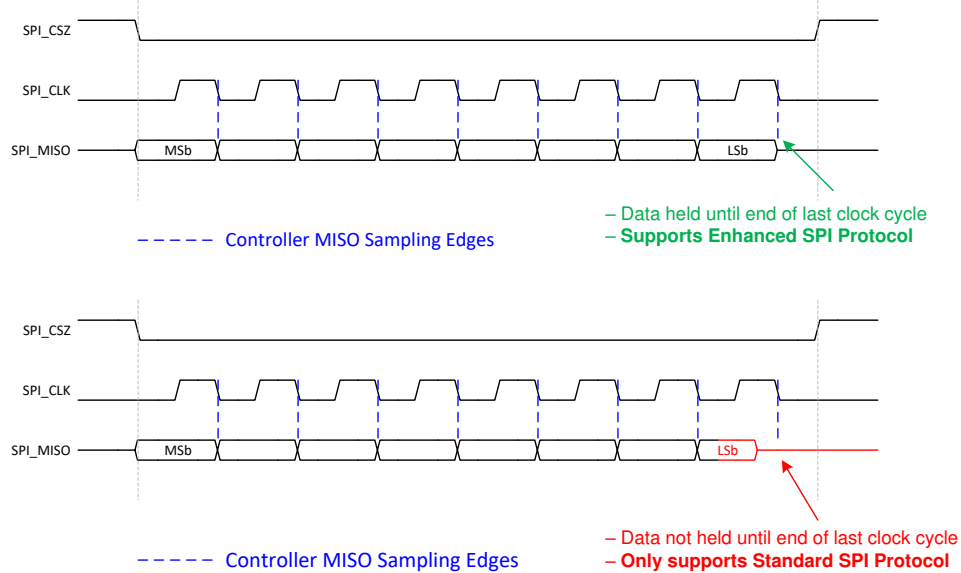 SPI_CSZ
SPI_CLK
SPI_MISO
MSb
LSb
– Data held until end of last clock cycle
– Supports Enhanced SPI Protocol
Controller MISO Sampling Edges
SPI_CSZ
SPI_CLK
SPI_MISO
MSb
LSb
– Data not held until end of last clock cycle
– Only supports Standard SPI Protocol
Controller MISO Sampling Edges